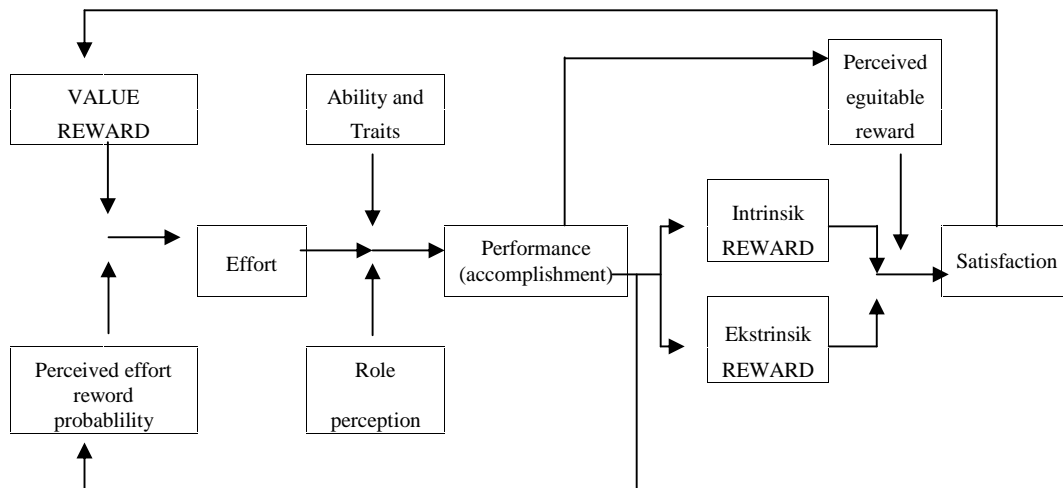 VALUE
REWARD
Ability and
Traits
Perceived
eguitable
reward
Effort
Performance
(accomplishment)
Intrinsik
REWARD
Ekstrinsik
REWARD
Satisfaction
Perceived effort
reword
probablility
Role
perception